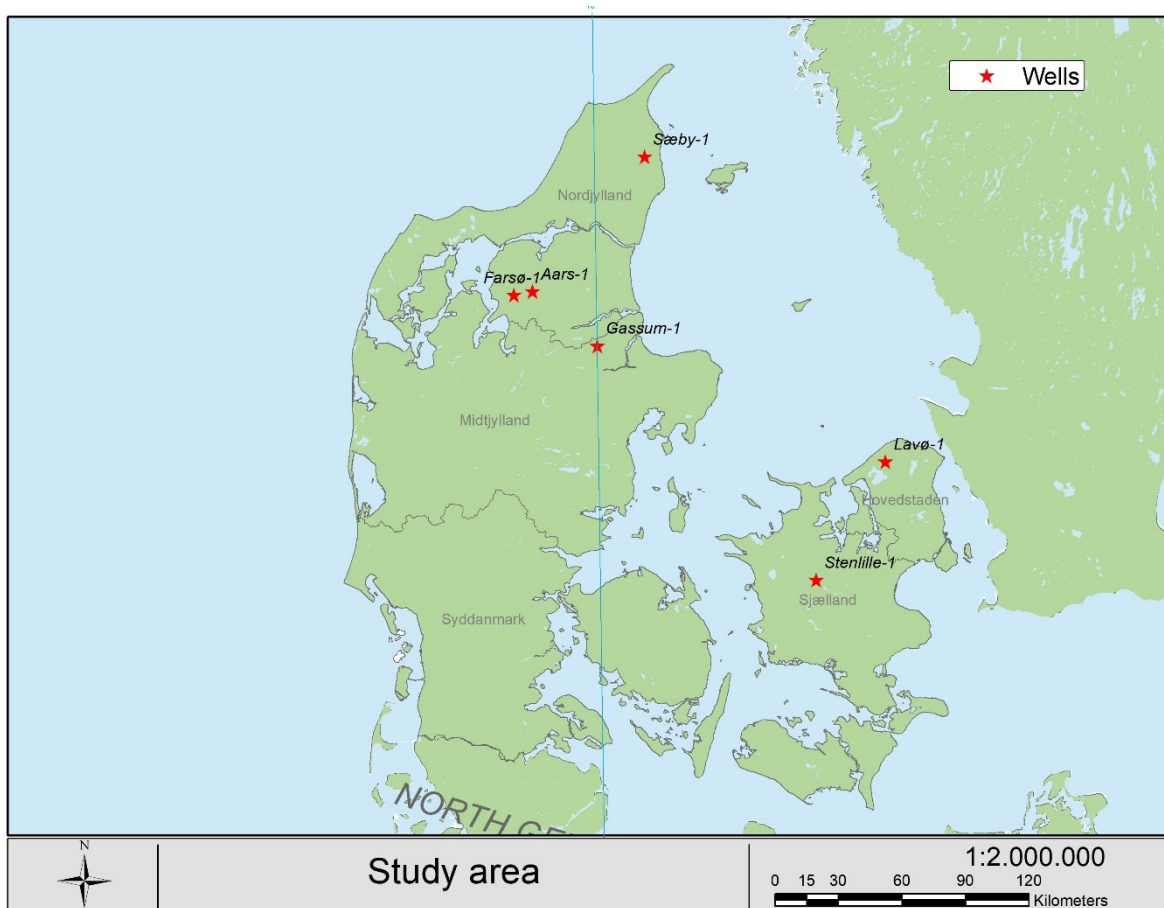 Wells
Sæby-1
Nordjylland
Farsø-1
Aars-1
Gassum-1
Midtjylland
Lavø-1
Hovedstaden
Stenlille-1
Sjælland
Syddanmark
NORTH GE
N
Study area
1:2.000.000
0 15 30 60 90 120
Kilometers